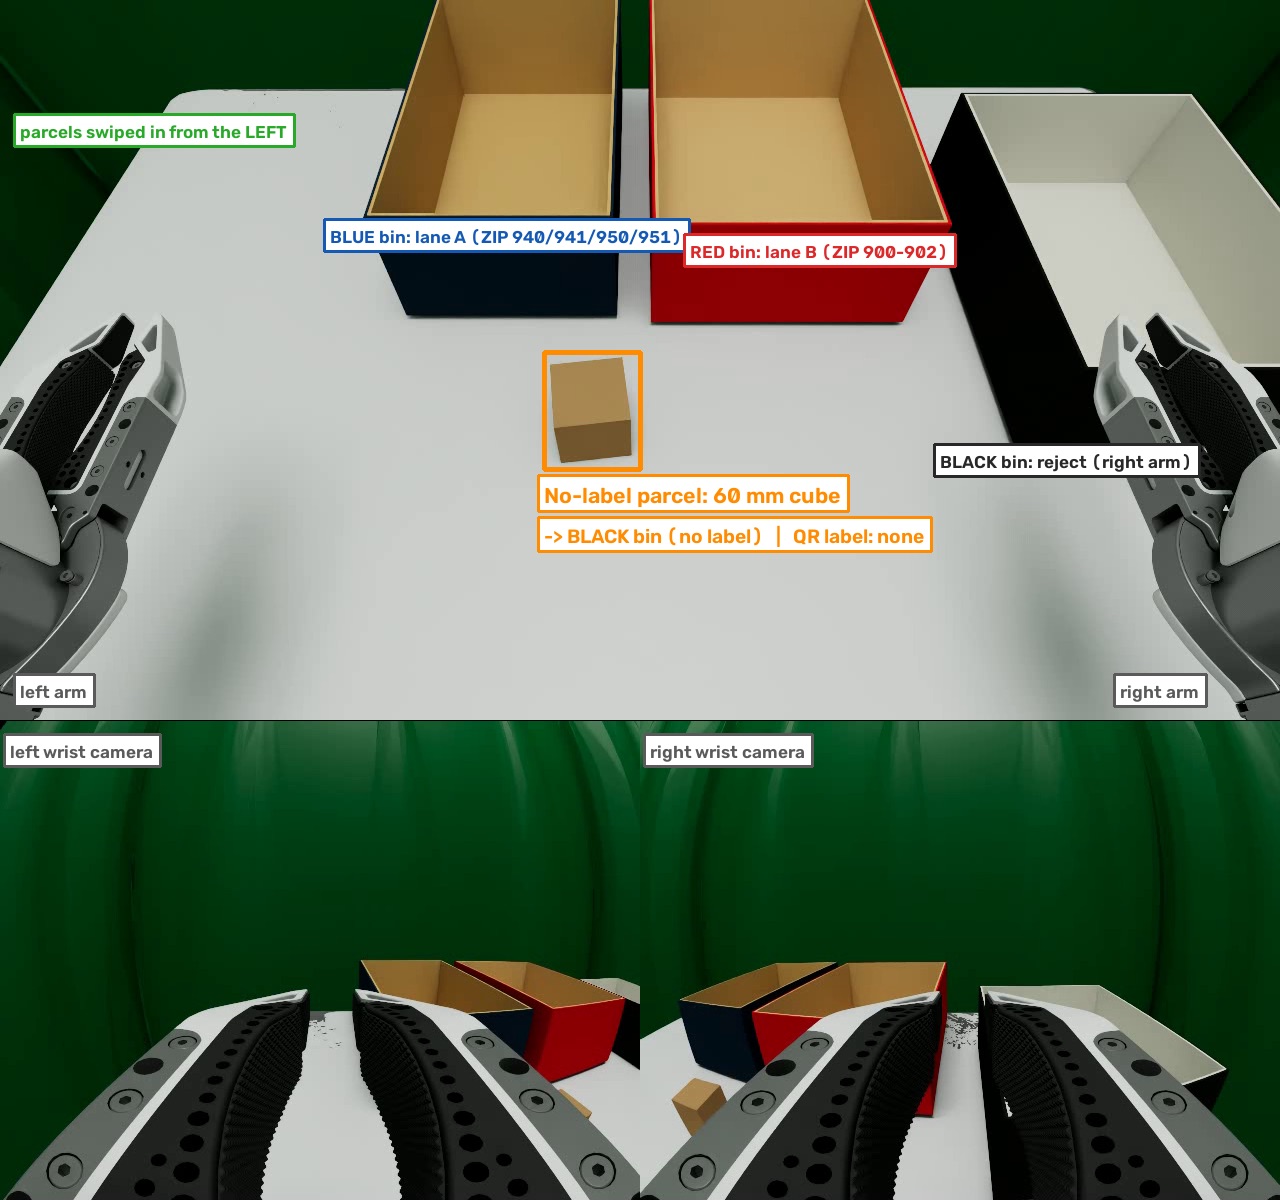 parcels swiped in from the LEFT
BLUE bin: lane A (ZIP 940/941/950/951)
RED bin: lane B (ZIP 900-902)
BLACK bin: reject (right arm)
No-label parcel: 60 mm cube
-> BLACK bin (no label) | QR label: none
left arm
right arm
left wrist camera
right wrist camera